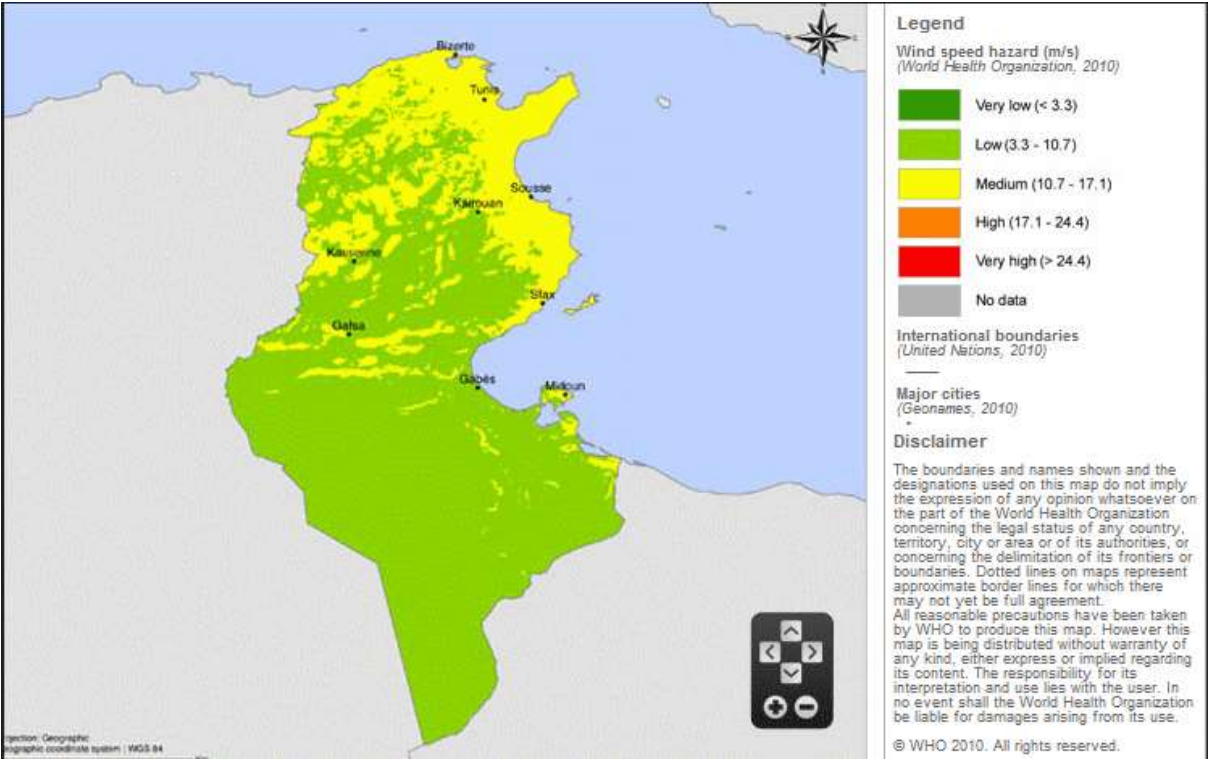 Bizerte
Tunis
Sousse
Kairouan
Kasserine
Sfax
Gafsa
Gabès
Midoun
Geographic
coordinate system : WGS 84
Legend
Wind speed hazard (m/s)
(World Health Organization, 2010)
Very low (< 3.3)
Low (3.3 - 10.7)
Medium (10.7 - 17.1)
High (17.1 - 24.4)
Very high (> 24.4)
No data
International boundaries
(United Nations, 2010)
Major cities
(Geonames, 2010)
Disclaimer
The boundaries and names shown and the
designations used on this map do not imply
the expression of any opinion whatsoever on
the part of the World Health Organization
concerning the legal status of any country,
territory, city or area or of its authorities, or
concerning the delimitation of its frontiers or
boundaries. Dotted lines on maps represent
approximate border lines for which there
may not yet be full agreement.
All reasonable precautions have been taken
by WHO to produce this map. However this
map is being distributed without warranty of
any kind, either express or implied regarding
its content. The responsibility for its
interpretation and use lies with the user. In
no event shall the World Health Organization
be liable for damages arising from its use.
© WHO 2010. All rights reserved.